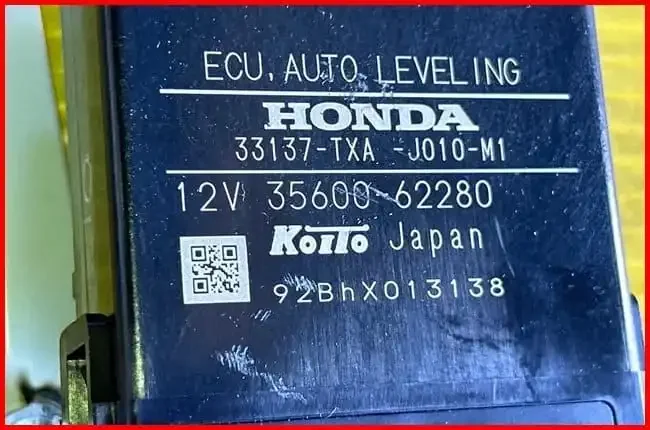 ECU, AUTO LEVELING
HONDA
33137-TXA -J010-M1
12V 35600-62280
KOITO Japan
92BhX013138